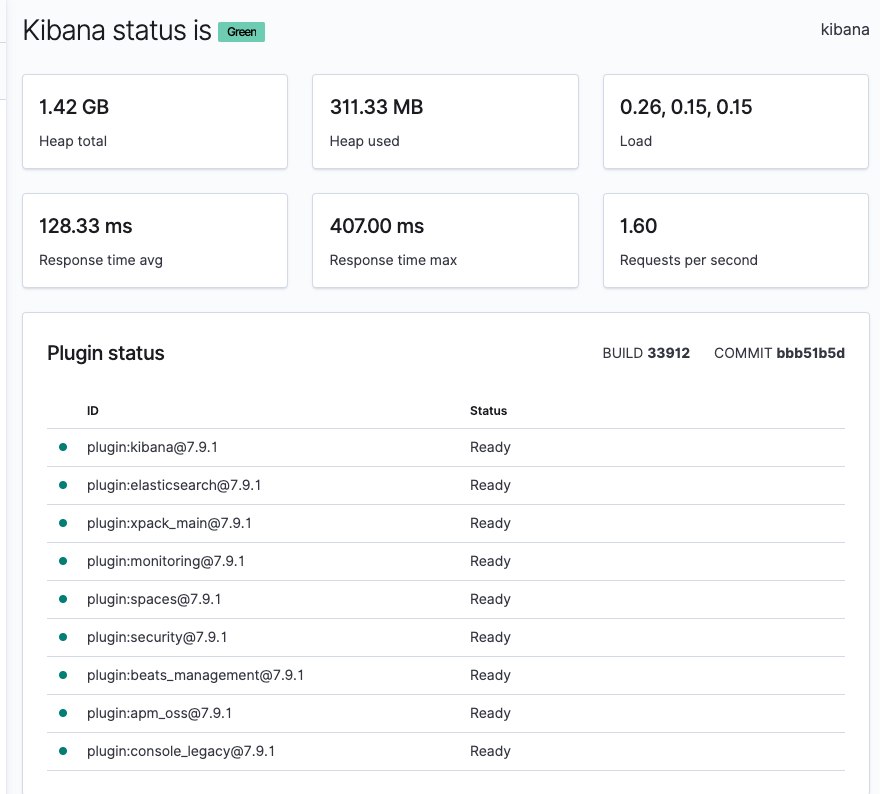 Kibana status is Green
kibana
1.42 GB
Heap total
311.33 MB
Heap used
0.26, 0.15, 0.15
Load
128.33 ms
Response time avg
407.00 ms
Response time max
1.60
Requests per second
Plugin status
BUILD 33912 COMMIT bbb51b5d
ID Status
plugin:kibana@7.9.1 Ready
plugin:elasticsearch@7.9.1 Ready
plugin:xpack_main@7.9.1 Ready
plugin:monitoring@7.9.1 Ready
plugin:spaces@7.9.1 Ready
plugin:security@7.9.1 Ready
plugin:beats_management@7.9.1 Ready
plugin:apm_oss@7.9.1 Ready
plugin:console_legacy@7.9.1 Ready